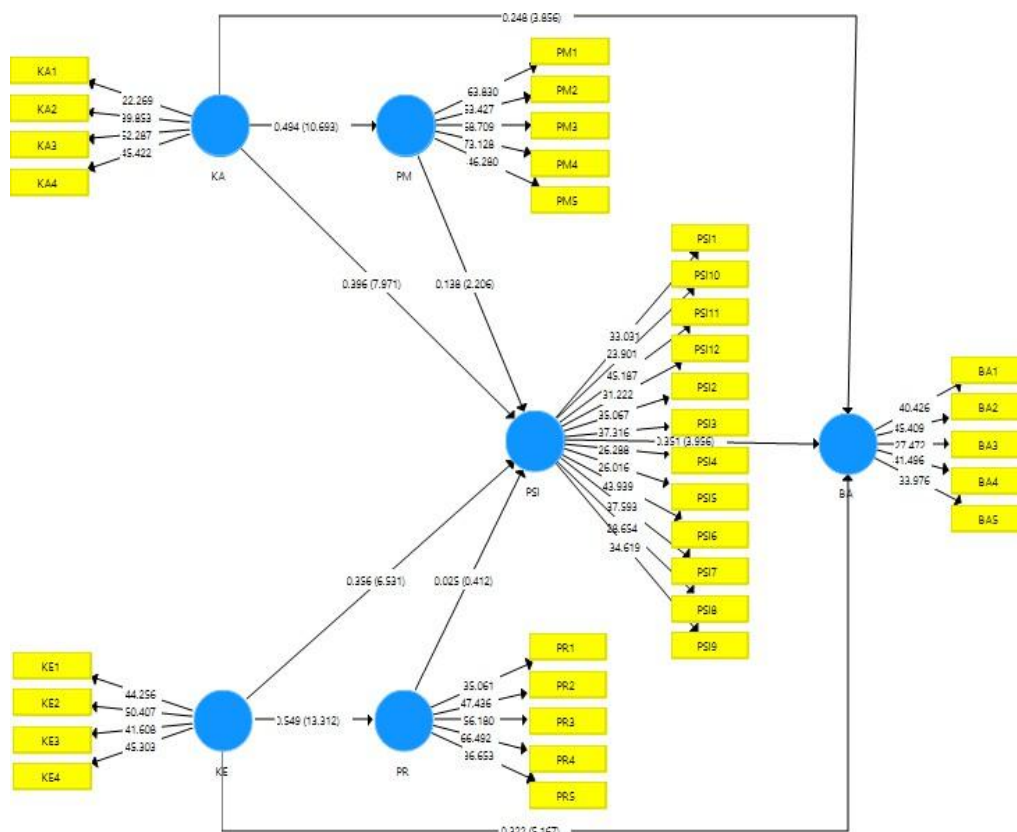 0.248 (3.856)
KA1
KA2
KA3
KA4
22.269
39.853
52.287
45.422
KA
0.494 (10.693)
PM
63.830
53.427
58.709
73.128
46.280
PM1
PM2
PM3
PM4
PM5
0.396 (7.971)
0.138 (2.206)
PSI1
PSI10
PSI11
PSI12
PSI2
PSI3
PSI4
PSI5
PSI6
PSI7
PSI8
PSI9
33.031
23.901
45.187
31.222
35.067
37.316
26.288
26.016
43.939
37.593
34.619
PSI
0.351 (3.956)
BA
40.426
45.409
27.472
41.496
33.976
BA1
BA2
BA3
BA4
BA5
0.356 (6.531)
0.025 (0.412)
KE1
KE2
KE3
KE4
44.256
50.407
41.608
45.303
KE
0.549 (13.312)
PR
35.061
47.436
56.180
66.492
36.653
PR1
PR2
PR3
PR4
PR5
0.322 (5.167)